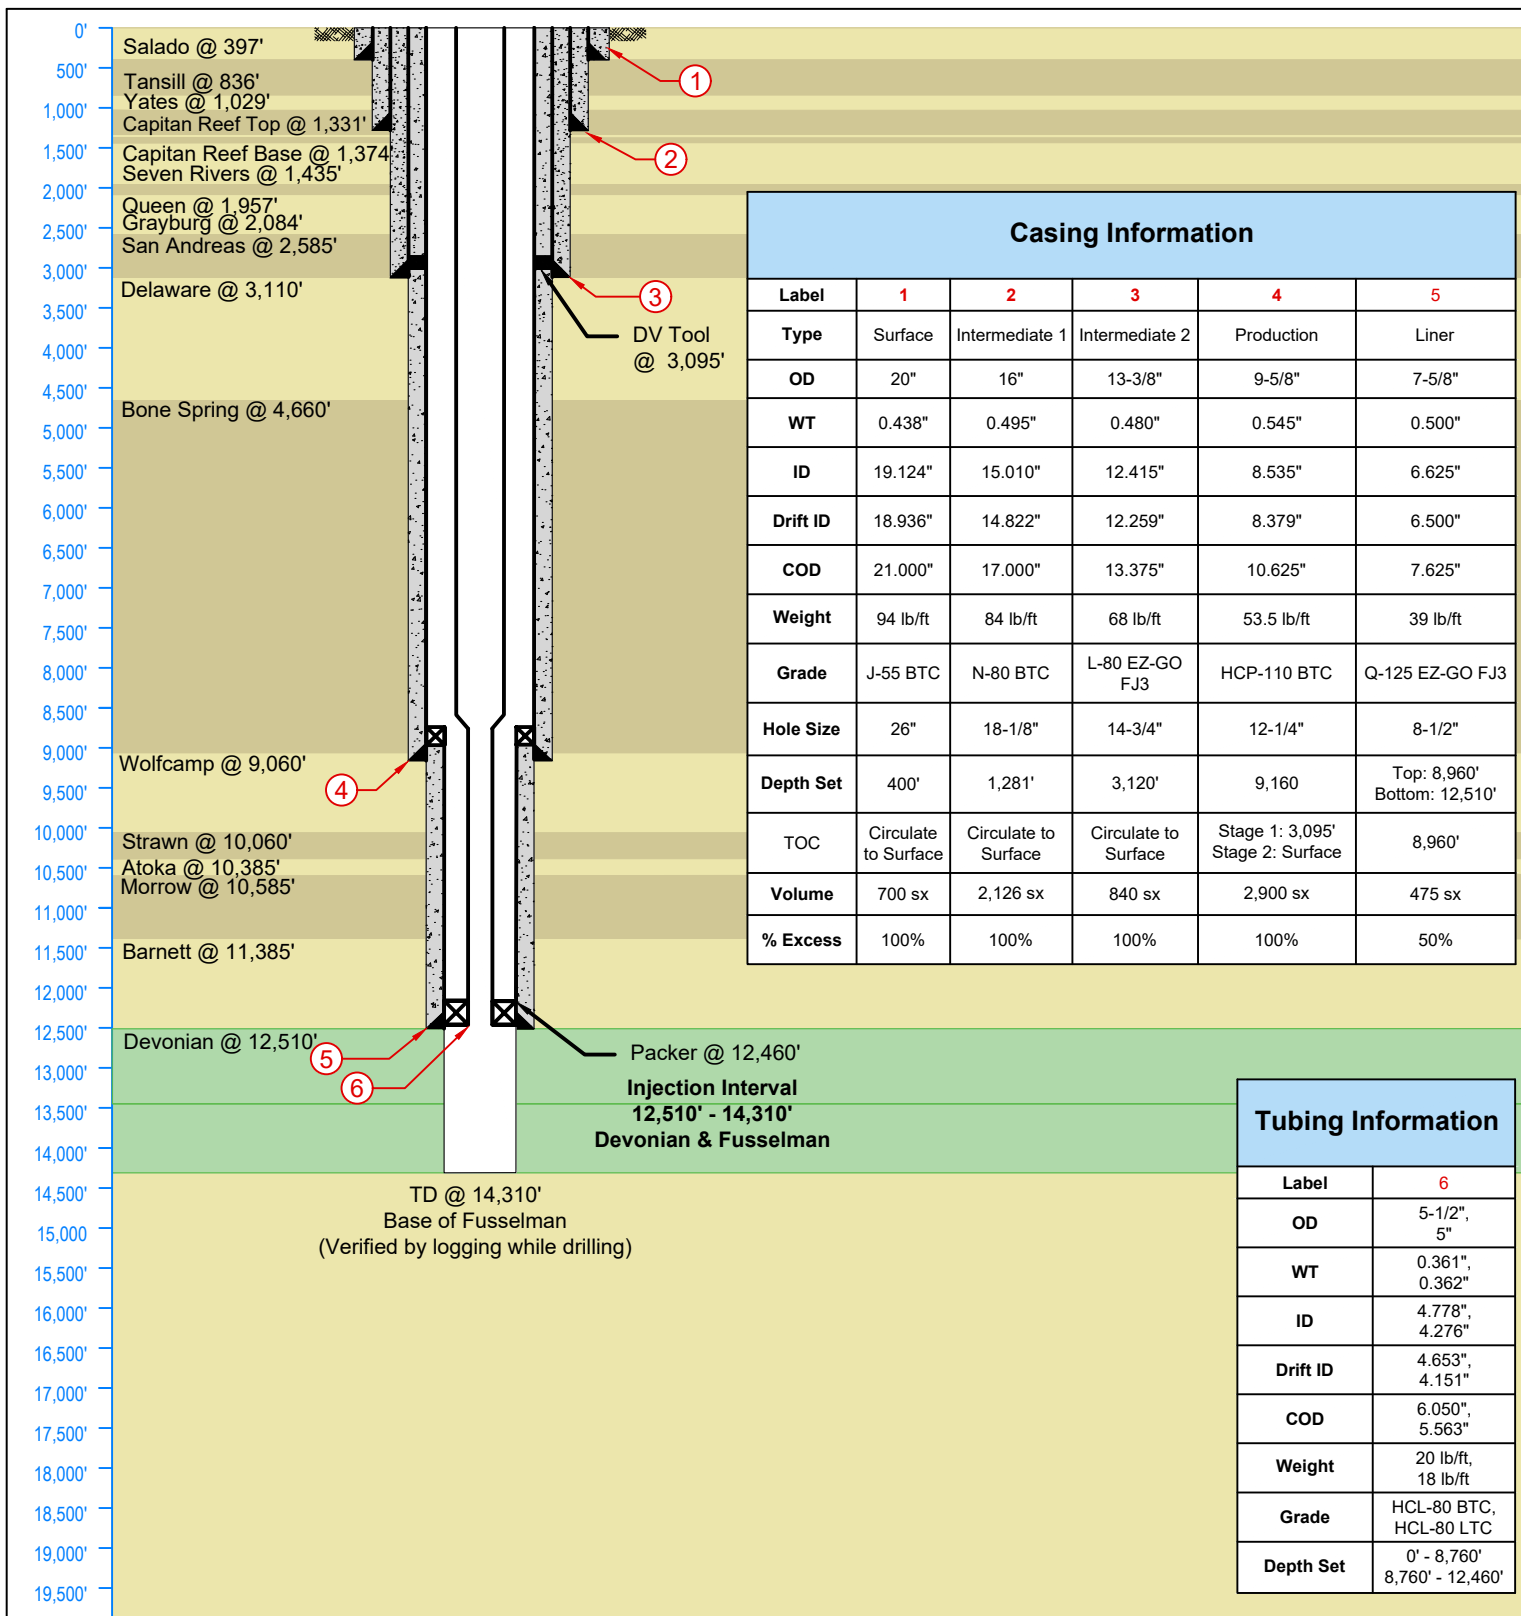 0'
500'
1,000'
1,500'
2,000'
2,500'
3,000'
3,500'
4,000'
4,500'
5,000'
5,500'
6,000'
6,500'
7,000'
7,500'
8,000'
8,500'
9,000'
9,500'
10,000'
10,500'
11,000'
11,500'
12,000'
12,500'
13,000'
13,500'
14,000'
14,500'
15,000
15,500'
16,000'
16,500'
17,000'
17,500'
18,000'
18,500'
19,000'
19,500'
Salado @ 397'
Tansill @ 836'
Yates @ 1,029'
Capitan Reef Top @ 1,331'
Capitan Reef Base @ 1,374
Seven Rivers @ 1,435'
Queen @ 1,957'
Grayburg @ 2,084'
San Andreas @ 2,585'
Delaware @ 3,110'
Bone Spring @ 4,660'
Wolfcamp @ 9,060'
Strawn @ 10,060'
Atoka @ 10,385'
Morrow @ 10,585'
Barnett @ 11,385'
Devonian @ 12,510'
1
2
3
DV Tool
@ 3,095'
4
5
6
Packer @ 12,460'
Injection Interval
12,510' - 14,310'
Devonian & Fusselman
TD @ 14,310'
Base of Fusselman
(Verified by logging while drilling)
Casing Information
Label 1 2 3 4 5
Type Surface Intermediate 1 Intermediate 2 Production Liner
OD 20" 16" 13-3/8" 9-5/8" 7-5/8"
WT 0.438" 0.495" 0.480" 0.545" 0.500"
ID 19.124" 15.010" 12.415" 8.535" 6.625"
Drift ID 18.936" 14.822" 12.259" 8.379" 6.500"
COD 21.000" 17.000" 13.375" 10.625" 7.625"
Weight 94 lb/ft 84 lb/ft 68 lb/ft 53.5 lb/ft 39 lb/ft
Grade J-55 BTC N-80 BTC L-80 EZ-GO FJ3 HCP-110 BTC Q-125 EZ-GO FJ3
Hole Size 26" 18-1/8" 14-3/4" 12-1/4" 8-1/2"
Depth Set 400' 1,281' 3,120' 9,160 Top: 8,960' Bottom: 12,510'
TOC Circulate to Surface Circulate to Surface Circulate to Surface Stage 1: 3,095' Stage 2: Surface 8,960'
Volume 700 sx 2,126 sx 840 sx 2,900 sx 475 sx
% Excess 100% 100% 100% 100% 50%
Tubing Information
Label 6
OD 5-1/2", 5"
WT 0.361", 0.362"
ID 4.778", 4.276"
Drift ID 4.653", 4.151"
COD 6.050", 5.563"
Weight 20 lb/ft, 18 lb/ft
Grade HCL-80 BTC, HCL-80 LTC
Depth Set 0' - 8,760' 8,760' - 12,460'